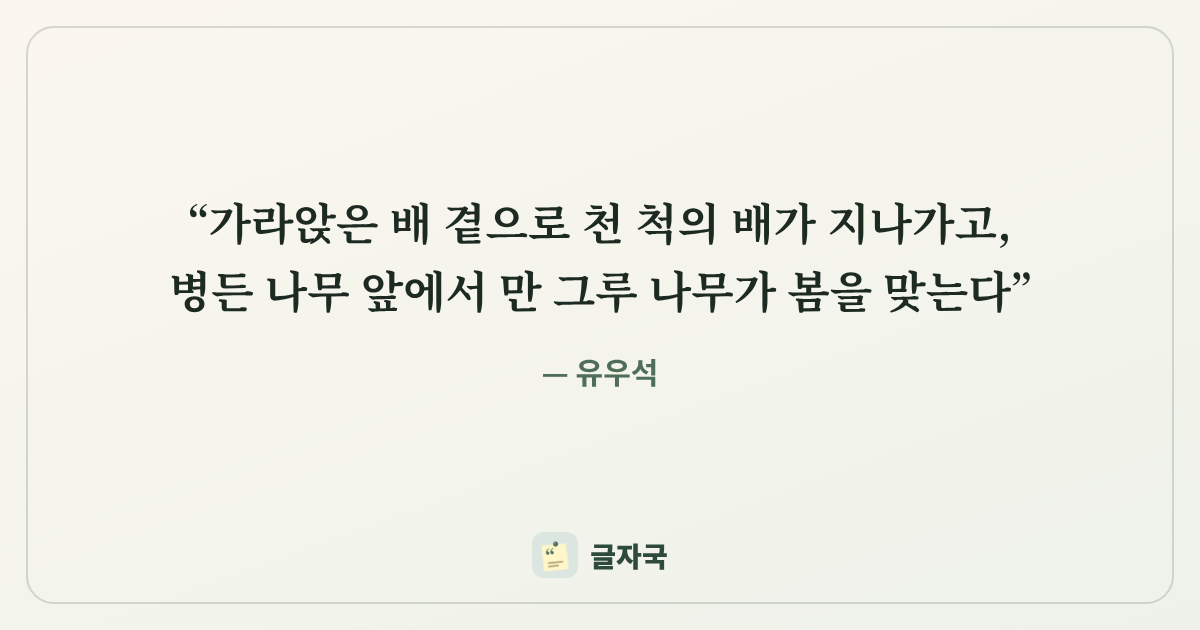 “가라앉은 배 곁으로 천 척의 배가 지나가고,
병든 나무 앞에서 만 그루 나무가 봄을 맞는다”
— 유우석
글자국